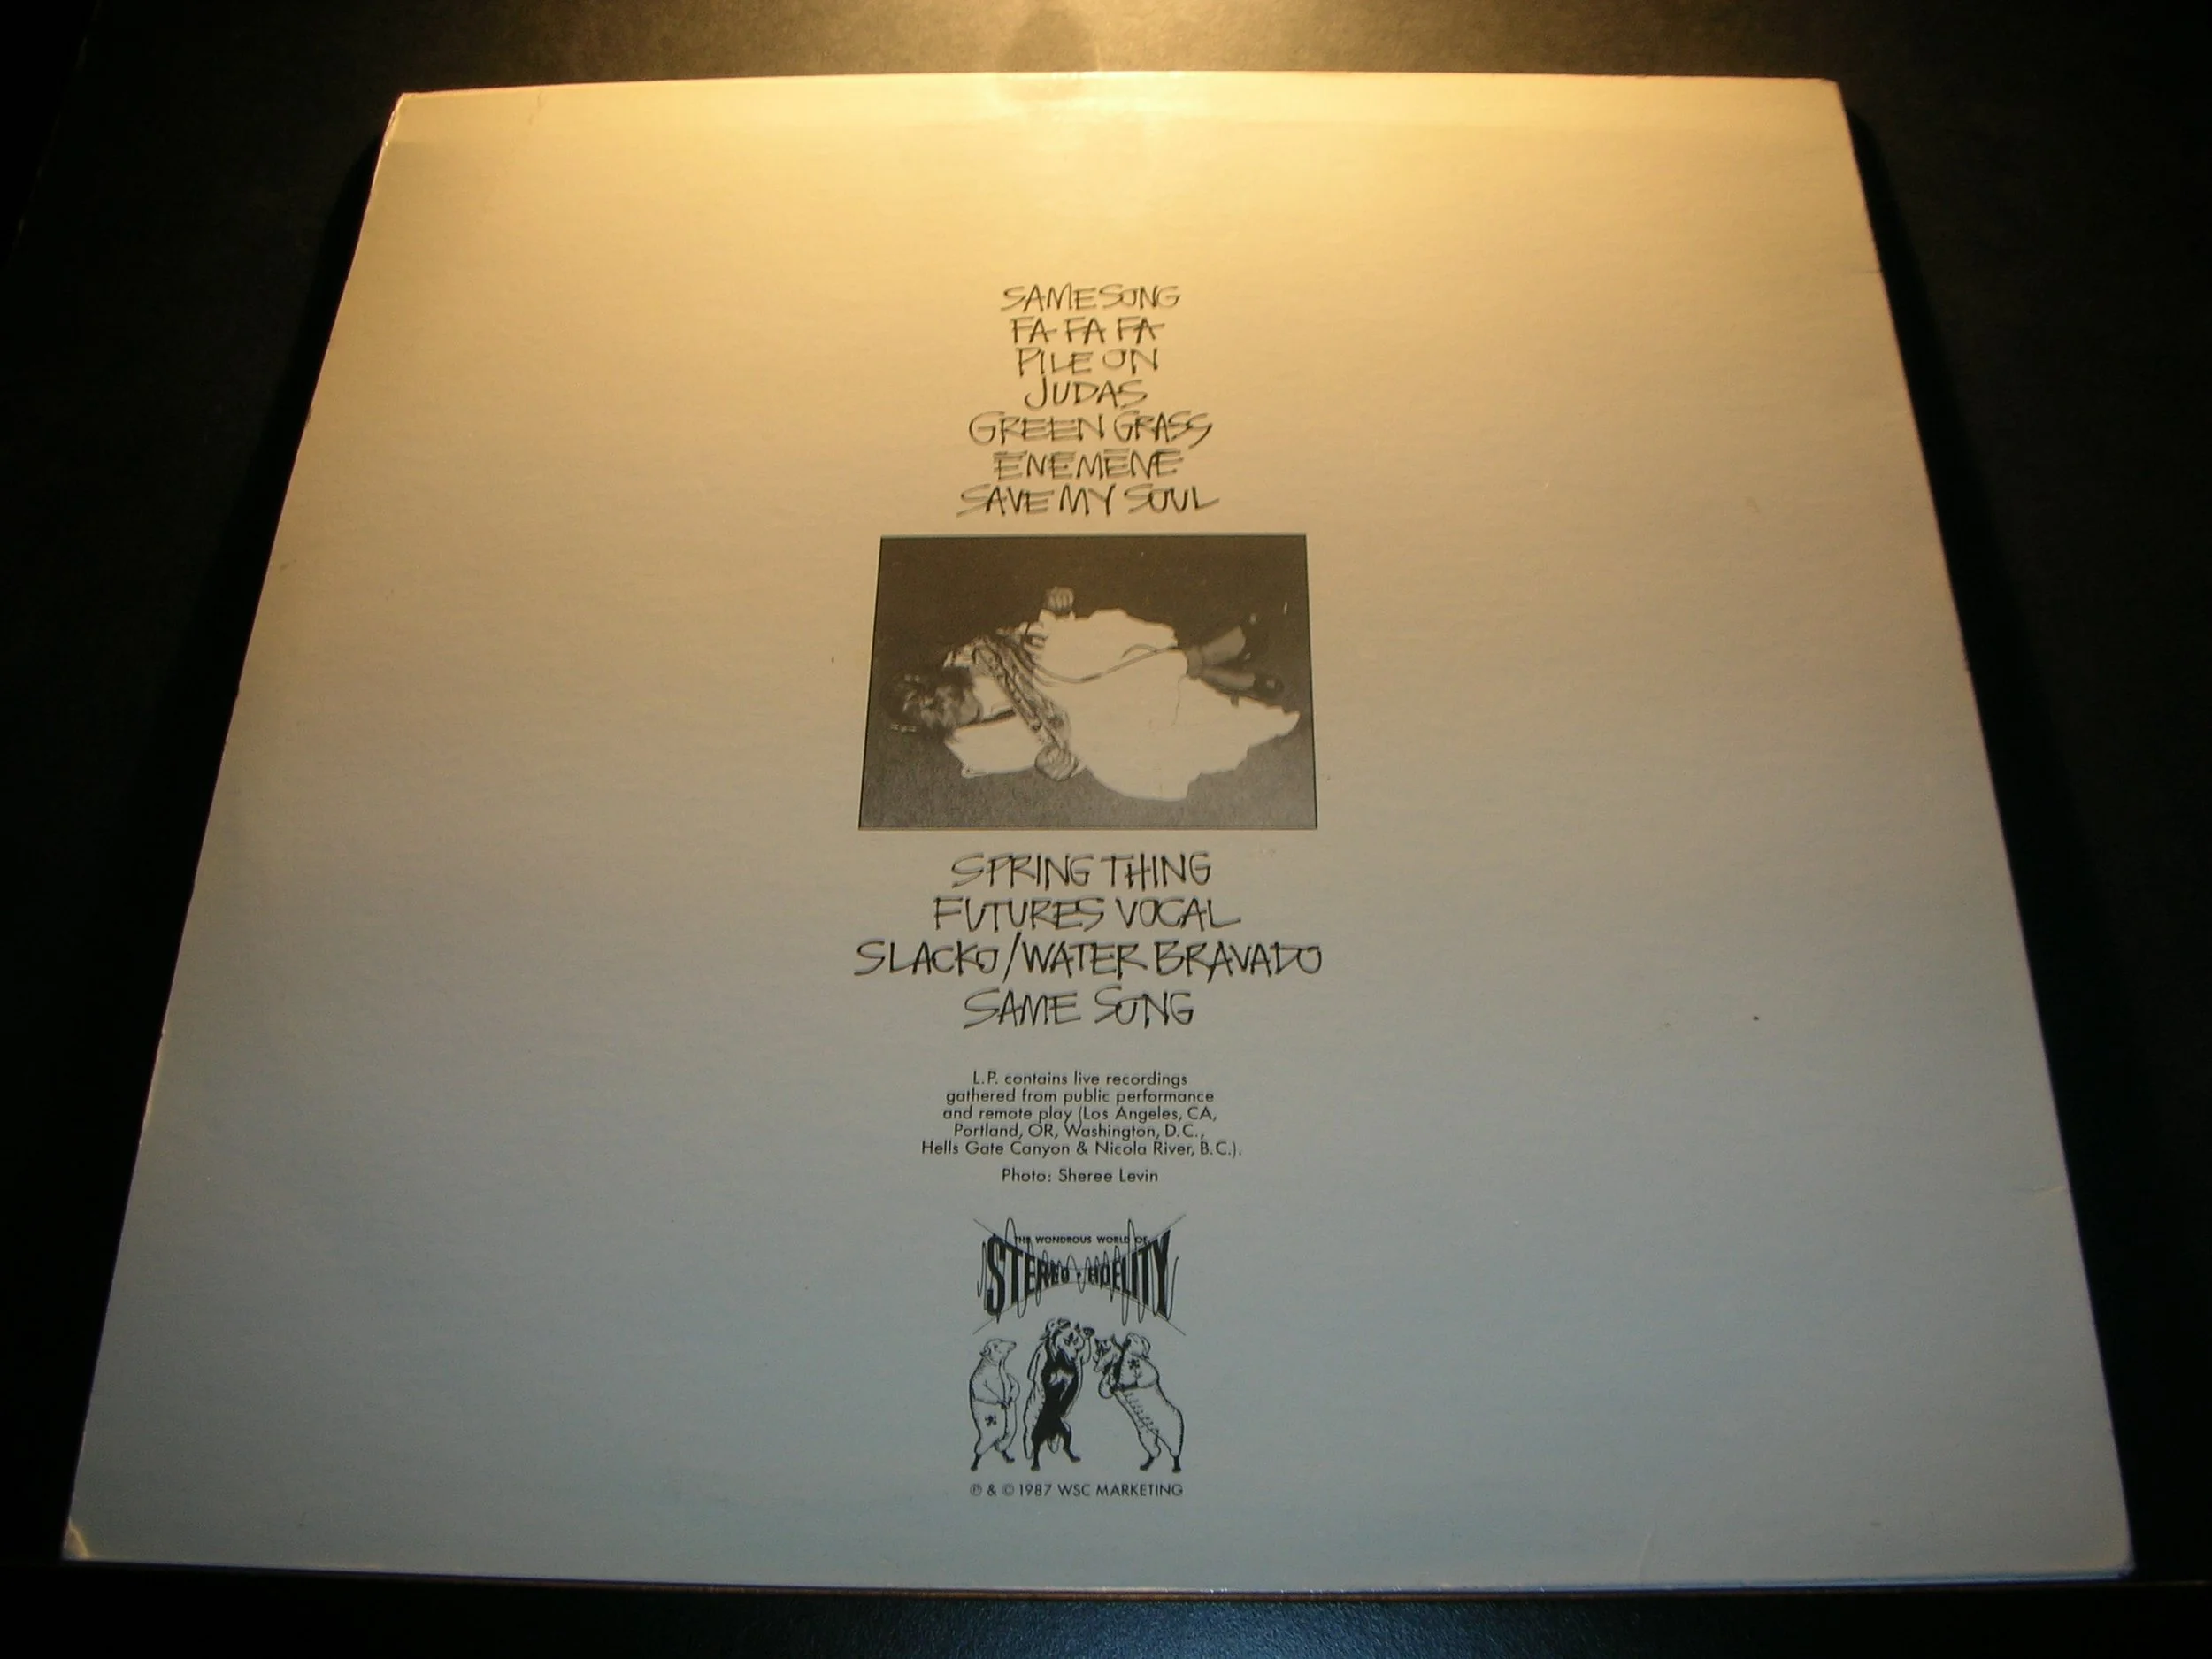 SAME SONG
FA FA FA
PILE ON
JUDAS
GREEN GRASS
ENEMENE
SAVE MY SOUL
SPRING THING
FUTURES VOCAL
SLACKO/WATER BRAVADO
SAME SONG
L.P. contains live recordings
gathered from public performance
and remote play (Los Angeles, CA,
Portland, OR, Washington, D.C.,
Hells Gate Canyon & Nicola River, B.C.).
Photo: Sheree Levin
THE WONDROUS WORLD OF
STEREO-FIDELITY
℗ & © 1987 WSC MARKETING